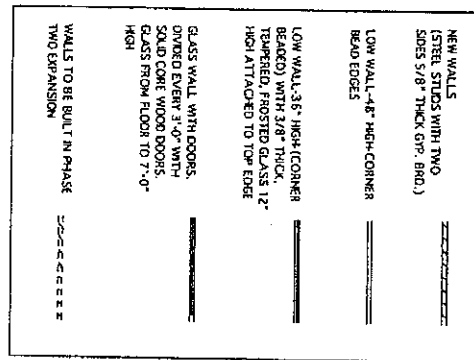 NEW WALLS
(STEEL STUDS WITH TWO
SIDES 5/8" THICK GYP. BRD.)
LOW WALL-48" HIGH-CORNER
BEAD EDGES
LOW WALL-36" HIGH (CORNER
BEADED) WITH 3/8" THICK,
TEMPERED, FROSTED GLASS 12"
HIGH ATTACHED TO TOP EDGE
GLASS WALL WITH DOORS.
DIVIDED EVERY 3'-0" WITH
SOLID CORE WOOD DOORS.
GLASS FROM FLOOR TO 7'-0"
HIGH
WALLS TO BE BUILT IN PHASE
TWO EXPANSION